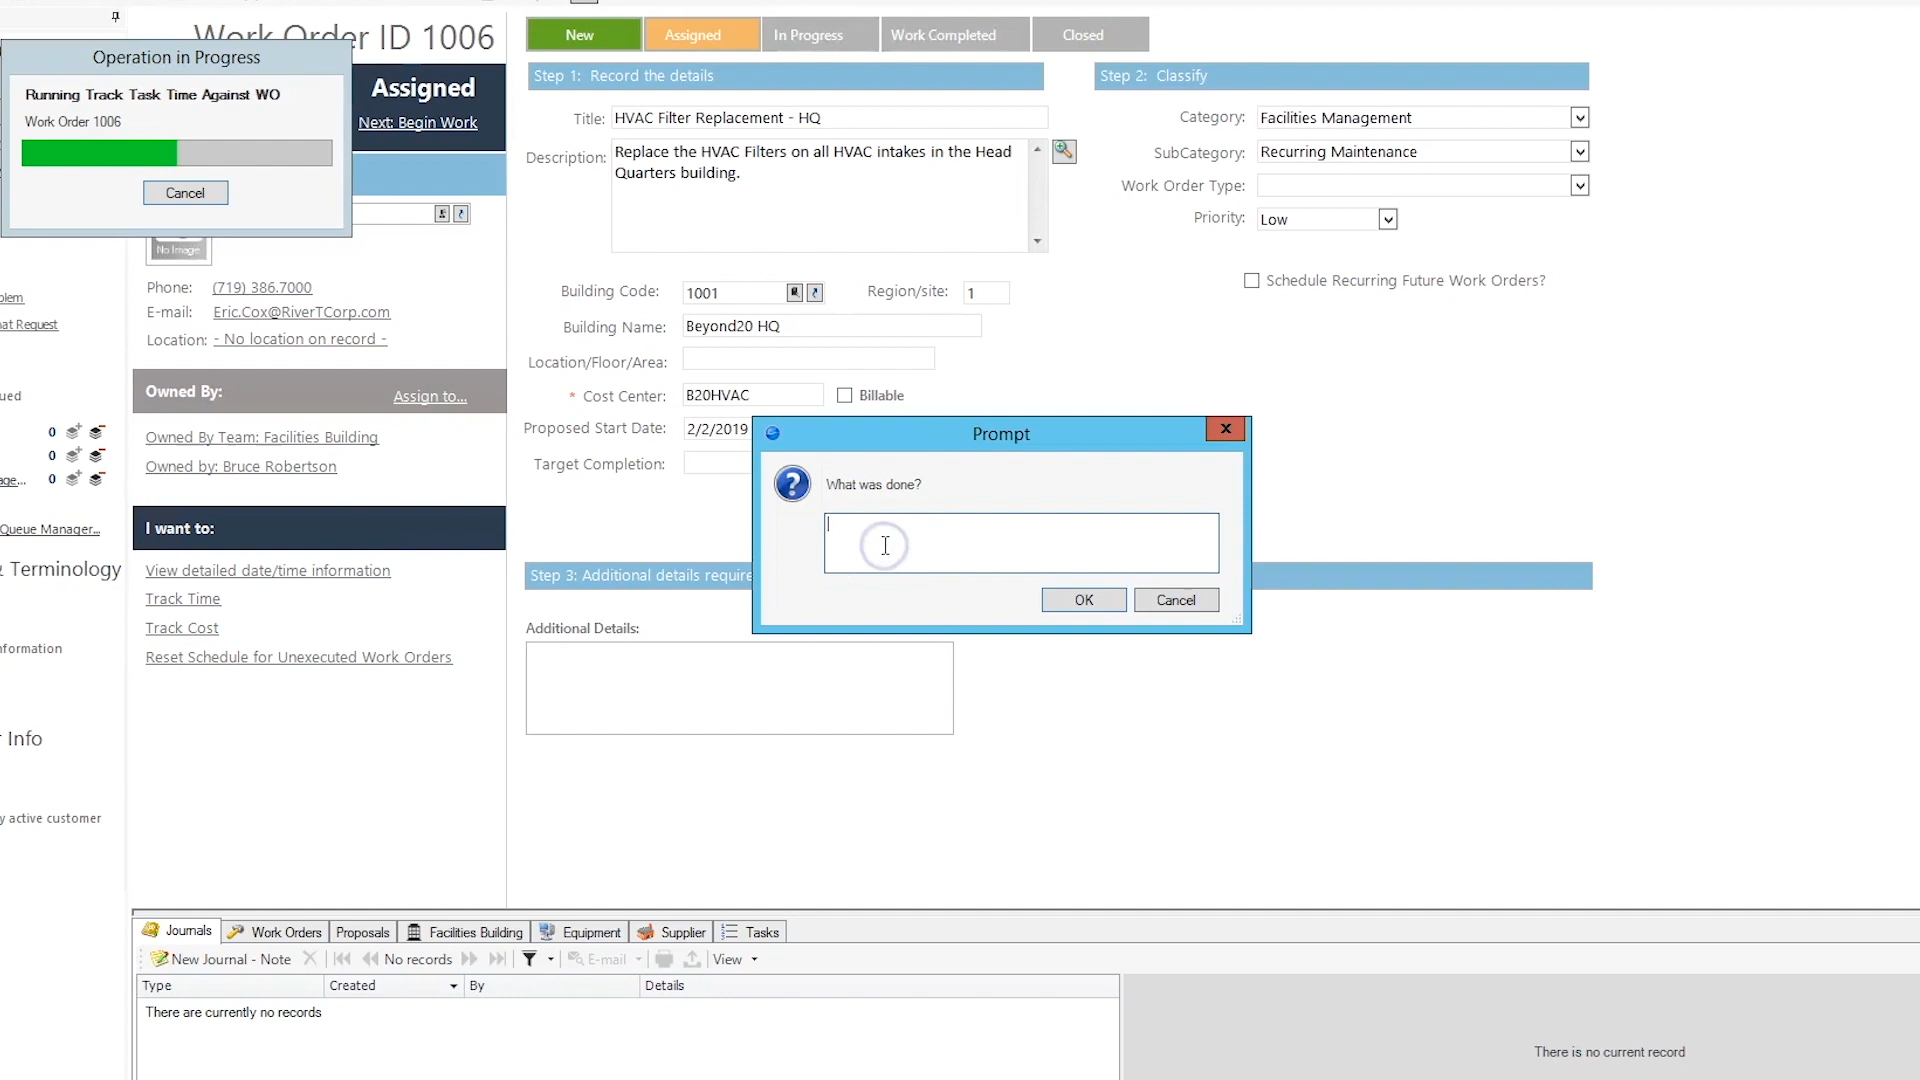 Work Order ID 1006
Operation in Progress
Running Track Task Time Against WO
Work Order 1006
Cancel
Assigned
Next: Begin Work
No Image
Phone: (719) 386.7000
E-mail: Eric.Cox@RiverTCorp.com
Location: - No location on record -
Owned By: Assign to...
Owned By Team: Facilities Building
Owned by: Bruce Robertson
I want to:
View detailed date/time information
Track Time
Track Cost
Reset Schedule for Unexecuted Work Orders
at Request
0
0
0
Queue Manager...
Terminology
Info
y active customer
New Assigned In Progress Work Completed Closed
Step 1: Record the details
Title: HVAC Filter Replacement - HQ
Description: Replace the HVAC Filters on all HVAC intakes in the Head
Quarters building.
Building Code: 1001 Region/site: 1
Building Name: Beyond20 HQ
Location/Floor/Area:
* Cost Center: B20HVAC Billable
Proposed Start Date: 2/2/2019
Target Completion:
Step 2: Classify
Category: Facilities Management
SubCategory: Recurring Maintenance
Work Order Type:
Priority: Low
Schedule Recurring Future Work Orders?
Prompt
What was done?
OK Cancel
Step 3: Additional details require
Additional Details:
Journals Work Orders Proposals Facilities Building Equipment Supplier Tasks
New Journal - Note No records E-mail View
Type Created By Details
There are currently no records
There is no current record